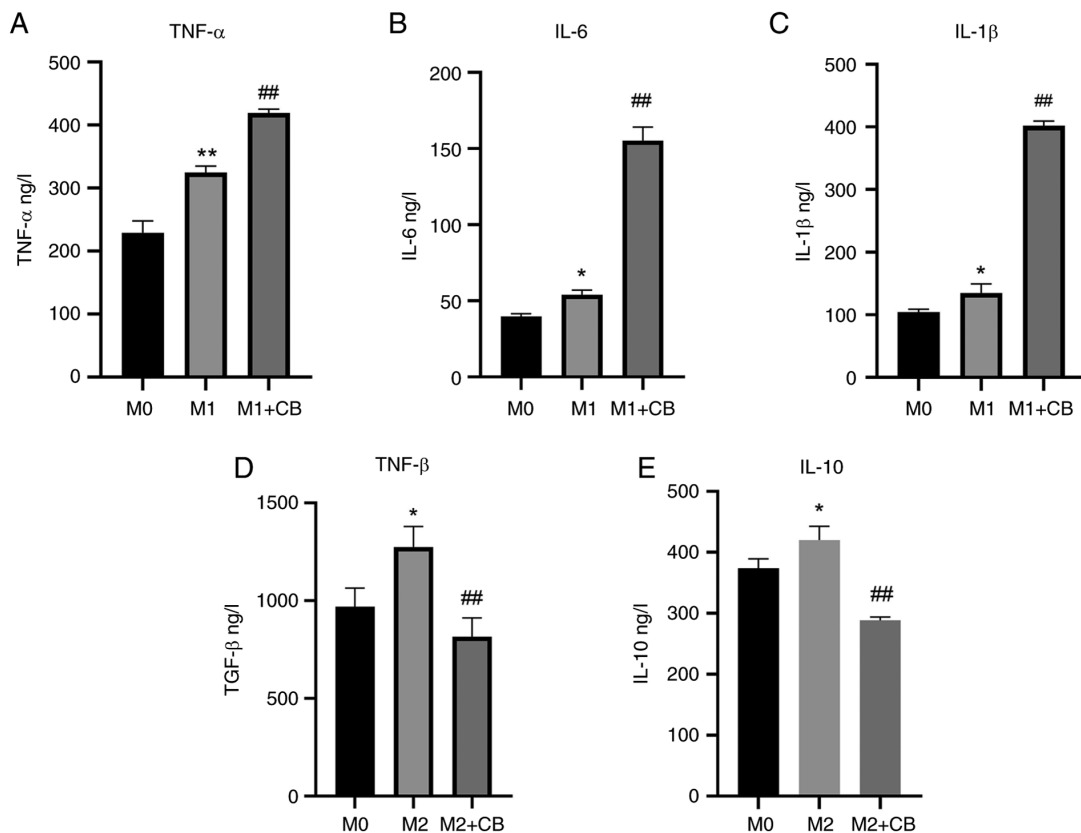 A
TNF-α
TNF-α ng/l
500
400
300
200
100
0
**
##
M0 M1 M1+CB
B
IL-6
IL-6 ng/l
200
150
100
50
0
*
##
M0 M1 M1+CB
C
IL-1β
IL-1β ng/l
500
400
300
200
100
0
*
##
M0 M1 M1+CB
D
TNF-β
TGF-β ng/l
1500
1000
500
0
*
##
M0 M2 M2+CB
E
IL-10
IL-10 ng/l
500
400
300
200
100
0
*
##
M0 M2 M2+CB